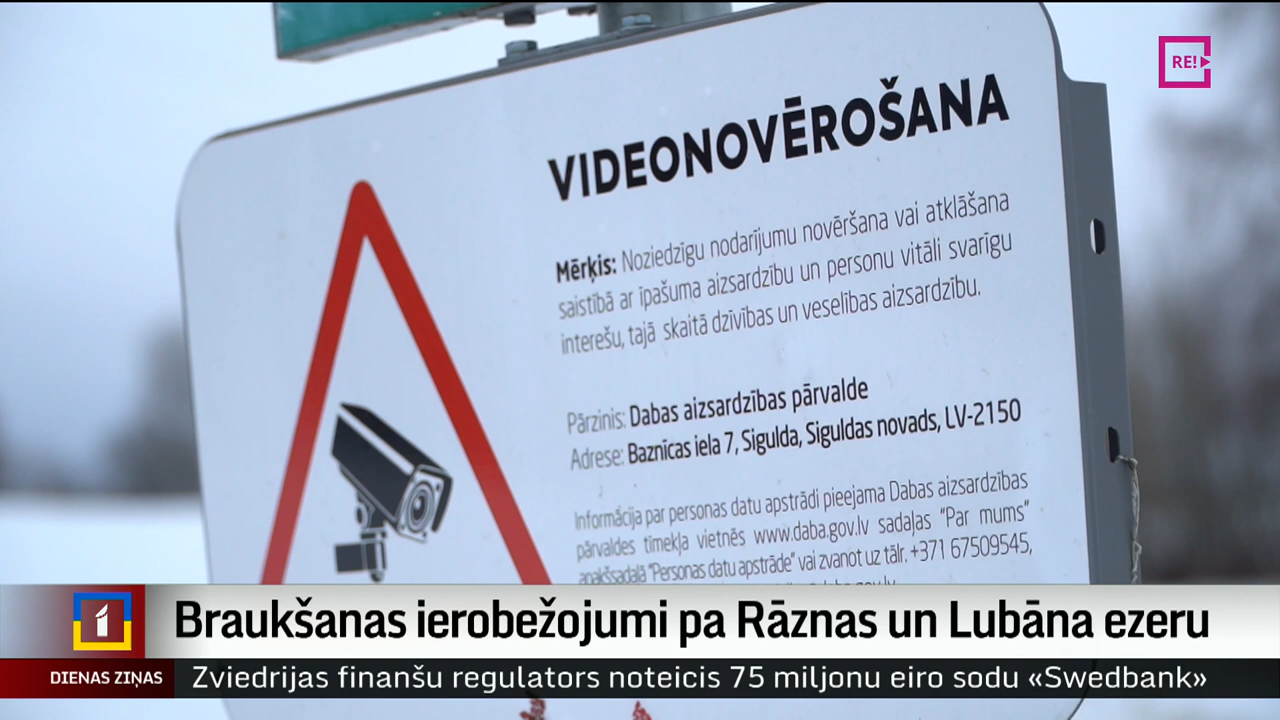 RE!
VIDEONOVĒROŠANA
Mērķis: Noziedzīgu nodarījumu novēršana vai atklāšana
saistībā ar īpašuma aizsardzību un personu vitāli svarīgu
interešu, tajā skaitā dzīvības un veselības aizsardzību.
Pārzinis: Dabas aizsardzības pārvalde
Adrese: Baznīcas iela 7, Sigulda, Siguldas novads, LV-2150
Informācija par personas datu apstrādi pieejama Dabas aizsardzības
pārvaldes tīmekļa vietnēs www.daba.gov.lv sadaļas "Par mums"
apakšsadaļā "Personas datu apstrāde" vai zvanot uz tālr. +371 67509545,
1 Braukšanas ierobežojumi pa Rāznas un Lubāna ezeru
DIENAS ZIŅAS Zviedrijas finanšu regulators noteicis 75 miljonu eiro sodu «Swedbank»